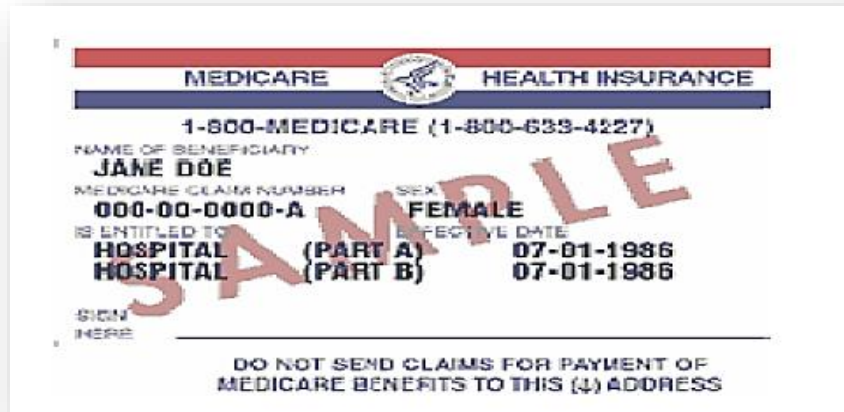 MEDICARE HEALTH INSURANCE
1-800-MEDICARE (1-800-633-4227)
NAME OF BENEFICIARY
JANE DOE
MEDICARE CLAIM NUMBER SEX
000-00-0000-A FEMALE
IS ENTITLED TO EFFECTIVE DATE
HOSPITAL (PART A) 07-01-1986
HOSPITAL (PART B) 07-01-1986
SAMPLE
SIGN
HERE
DO NOT SEND CLAIMS FOR PAYMENT OF
MEDICARE BENEFITS TO THIS (↓) ADDRESS